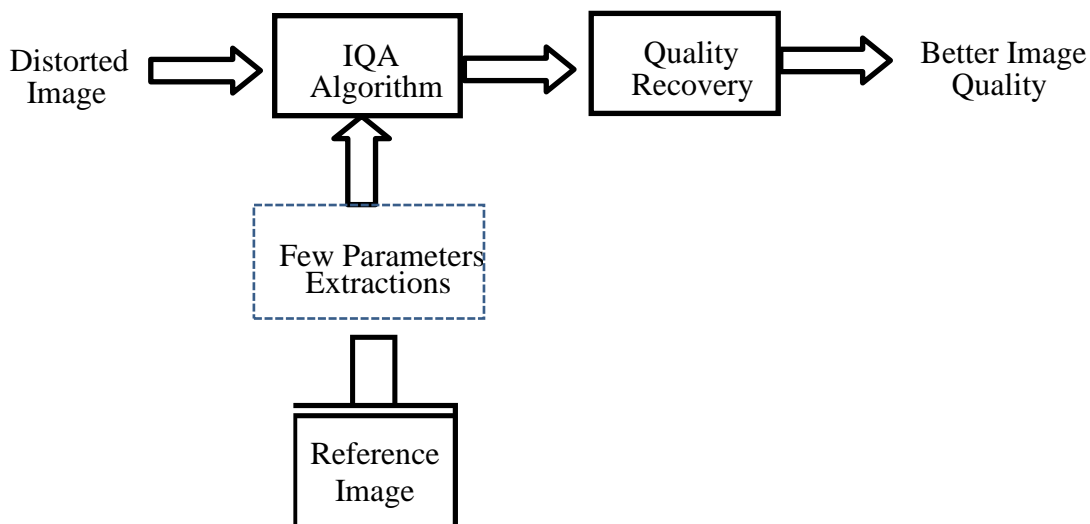 Distorted
Image
IQA
Algorithm
Quality
Recovery
Better Image
Quality
Few Parameters
Extractions
Reference
Image